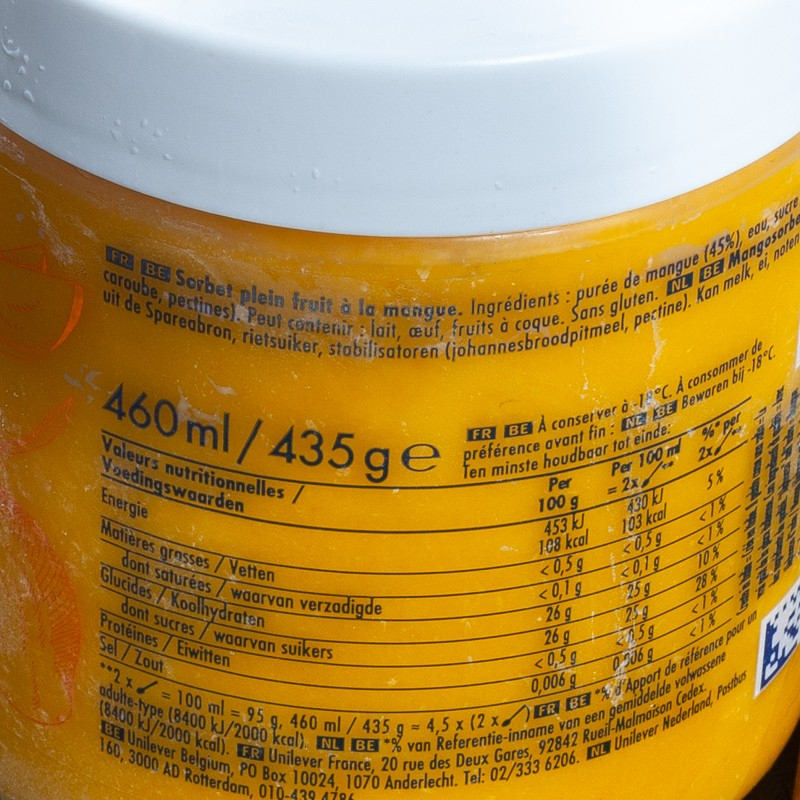 FR BE Sorbet plein fruit à la mangue. Ingrédients : purée de mangue (45%), eau, sucre
caroube, pectines). Peut contenir : lait, œuf, fruits à coque. Sans gluten. NL BE Mangosorbe
uit de Spareabron, rietsuiker, stabilisatoren (johannesbroodpitmeel, pectine). Kan melk, ei, noten
460 ml / 435 g e
FR BE À conserver à -18°C. À consommer de
préférence avant fin : NL BE Bewaren bij -18°C.
Ten minste houdbaar tot einde:
Valeurs nutritionnelles /
Voedingswaarden
Per 100 g
Per 100 ml = 2x
%* per 2x
Energie 453 kJ 430 kJ 5 %
108 kcal 103 kcal
Matières grasses / Vetten < 0,5 g < 0,5 g < 1 %
dont saturées / waarvan verzadigde < 0,1 g < 0,1 g < 1 %
Glucides / Koolhydraten 26 g 25 g 10 %
dont sucres / waarvan suikers 26 g 25 g 28 %
Protéines / Eiwitten < 0,5 g < 0,5 g < 1 %
Sel / Zout 0,006 g 0,006 g < 1 %
**2 x = 100 ml = 95 g, 460 ml / 435 g = 4,5 x (2 x ) FR BE *% d'Apport de référence pour un
adulte-type (8400 kJ/2000 kcal). NL BE *% van Referentie-inname van een gemiddelde volwassene
(8400 kJ/2000 kcal). FR Unilever France, 20 rue des Deux Gares, 92842 Rueil-Malmaison Cedex.
BE Unilever Belgium, PO Box 10024, 1070 Anderlecht. Tel: 02/333 6206. NL Unilever Nederland, Postbus
160, 3000 AD Rotterdam, 010-439 4786